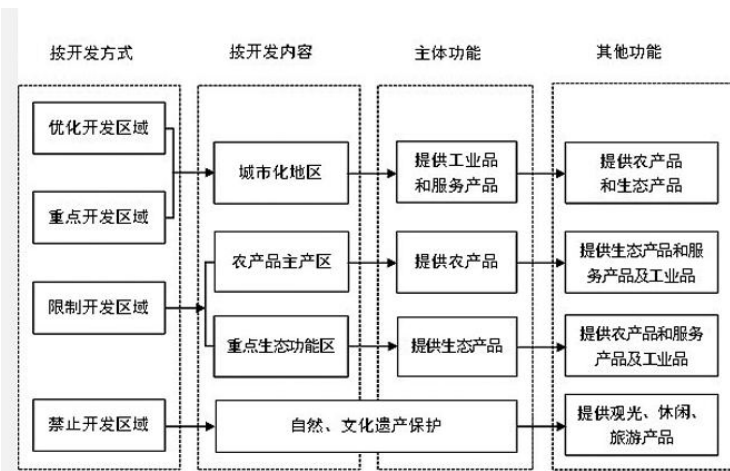 按开发方式
按开发内容
主体功能
其他功能
优化开发区域
重点开发区域
城市化地区
提供工业品
和服务产品
提供农产品
和生态产品
限制开发区域
农产品主产区
提供农产品
提供生态产品和服
务产品及工业品
重点生态功能区
提供生态产品
提供农产品和服务
产品及工业品
禁止开发区域
自然、文化遗产保护
提供观光、休闲、
旅游产品